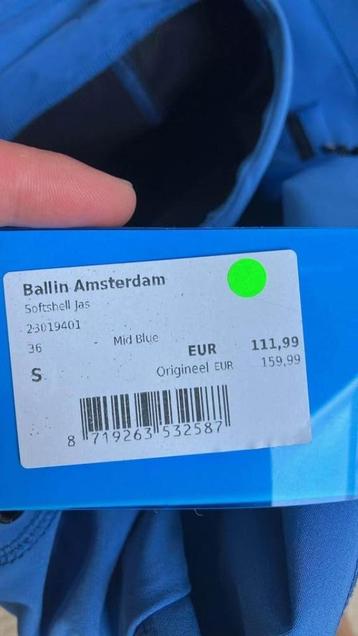 Ballin Amsterdam
Softshell Jas
23019401
36 Mid Blue
EUR 111,99
S Origineel EUR 159,99
8 719263 532587